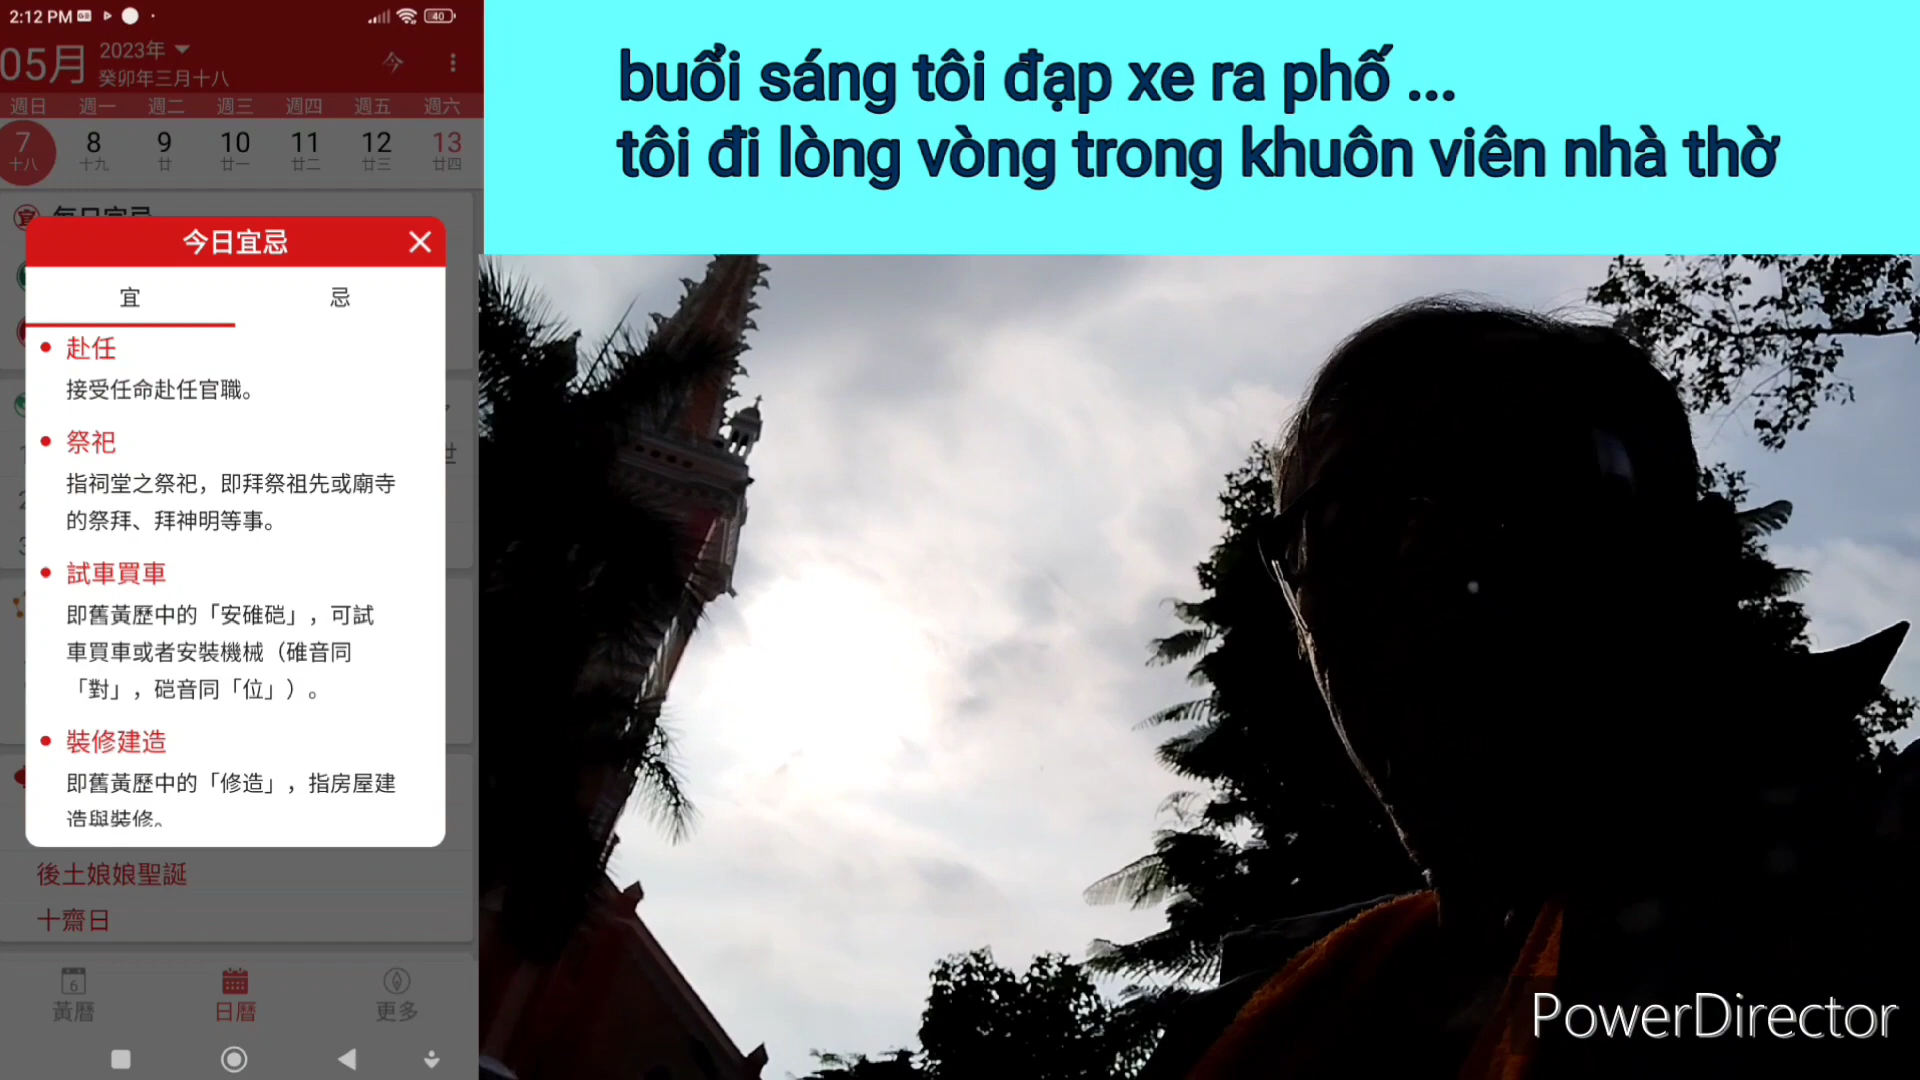 2:12 PM
40
05月
2023年
癸卯年三月十八
今
週日 週一 週二 週三 週四 週五 週六
7 8 9 10 11 12 13
十八 十九 廿 廿一 廿二 廿三 廿四
每日宜忌
今日宜忌
宜 忌
赴任
接受任命赴任官職。
祭祀
指祠堂之祭祀，即拜祭祖先或廟寺
的祭拜、拜神明等事。
試車買車
即舊黃歷中的「安碓硙」，可試
車買車或者安裝機械（碓音同
「對」，硙音同「位」）。
裝修建造
即舊黃歷中的「修造」，指房屋建
造與裝修。
後土娘娘聖誕
十齋日
6
黃曆 日曆 更多
buổi sáng tôi đạp xe ra phố ...
tôi đi lòng vòng trong khuôn viên nhà thờ
PowerDirector